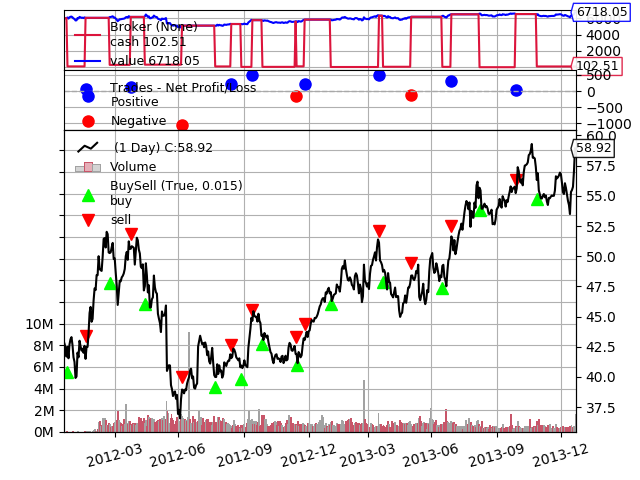 Broker (None)
cash 102.51
value 6718.05
6718.05
6000
4000
2000
102.51
Trades - Net Profit/Loss
Positive
Negative
500
0
−500
−1000
(1 Day) C:58.92
Volume
BuySell (True, 0.015)
buy
sell
60.0
58.92
57.5
55.0
52.5
50.0
47.5
45.0
42.5
40.0
37.5
10M
8M
6M
4M
2M
0M
2012-03
2012-06
2012-09
2012-12
2013-03
2013-06
2013-09
2013-12